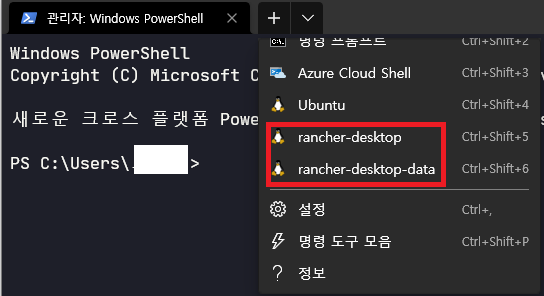 관리자: Windows PowerShell
Windows PowerShell
Copyright (C) Microsoft C
새로운 크로스 플랫폼 Powe
PS C:\Users\ >
명령 프롬프트 Ctrl+Shift+2
Azure Cloud Shell Ctrl+Shift+3
Ubuntu Ctrl+Shift+4
rancher-desktop Ctrl+Shift+5
rancher-desktop-data Ctrl+Shift+6
설정 Ctrl+,
명령 도구 모음 Ctrl+Shift+P
정보